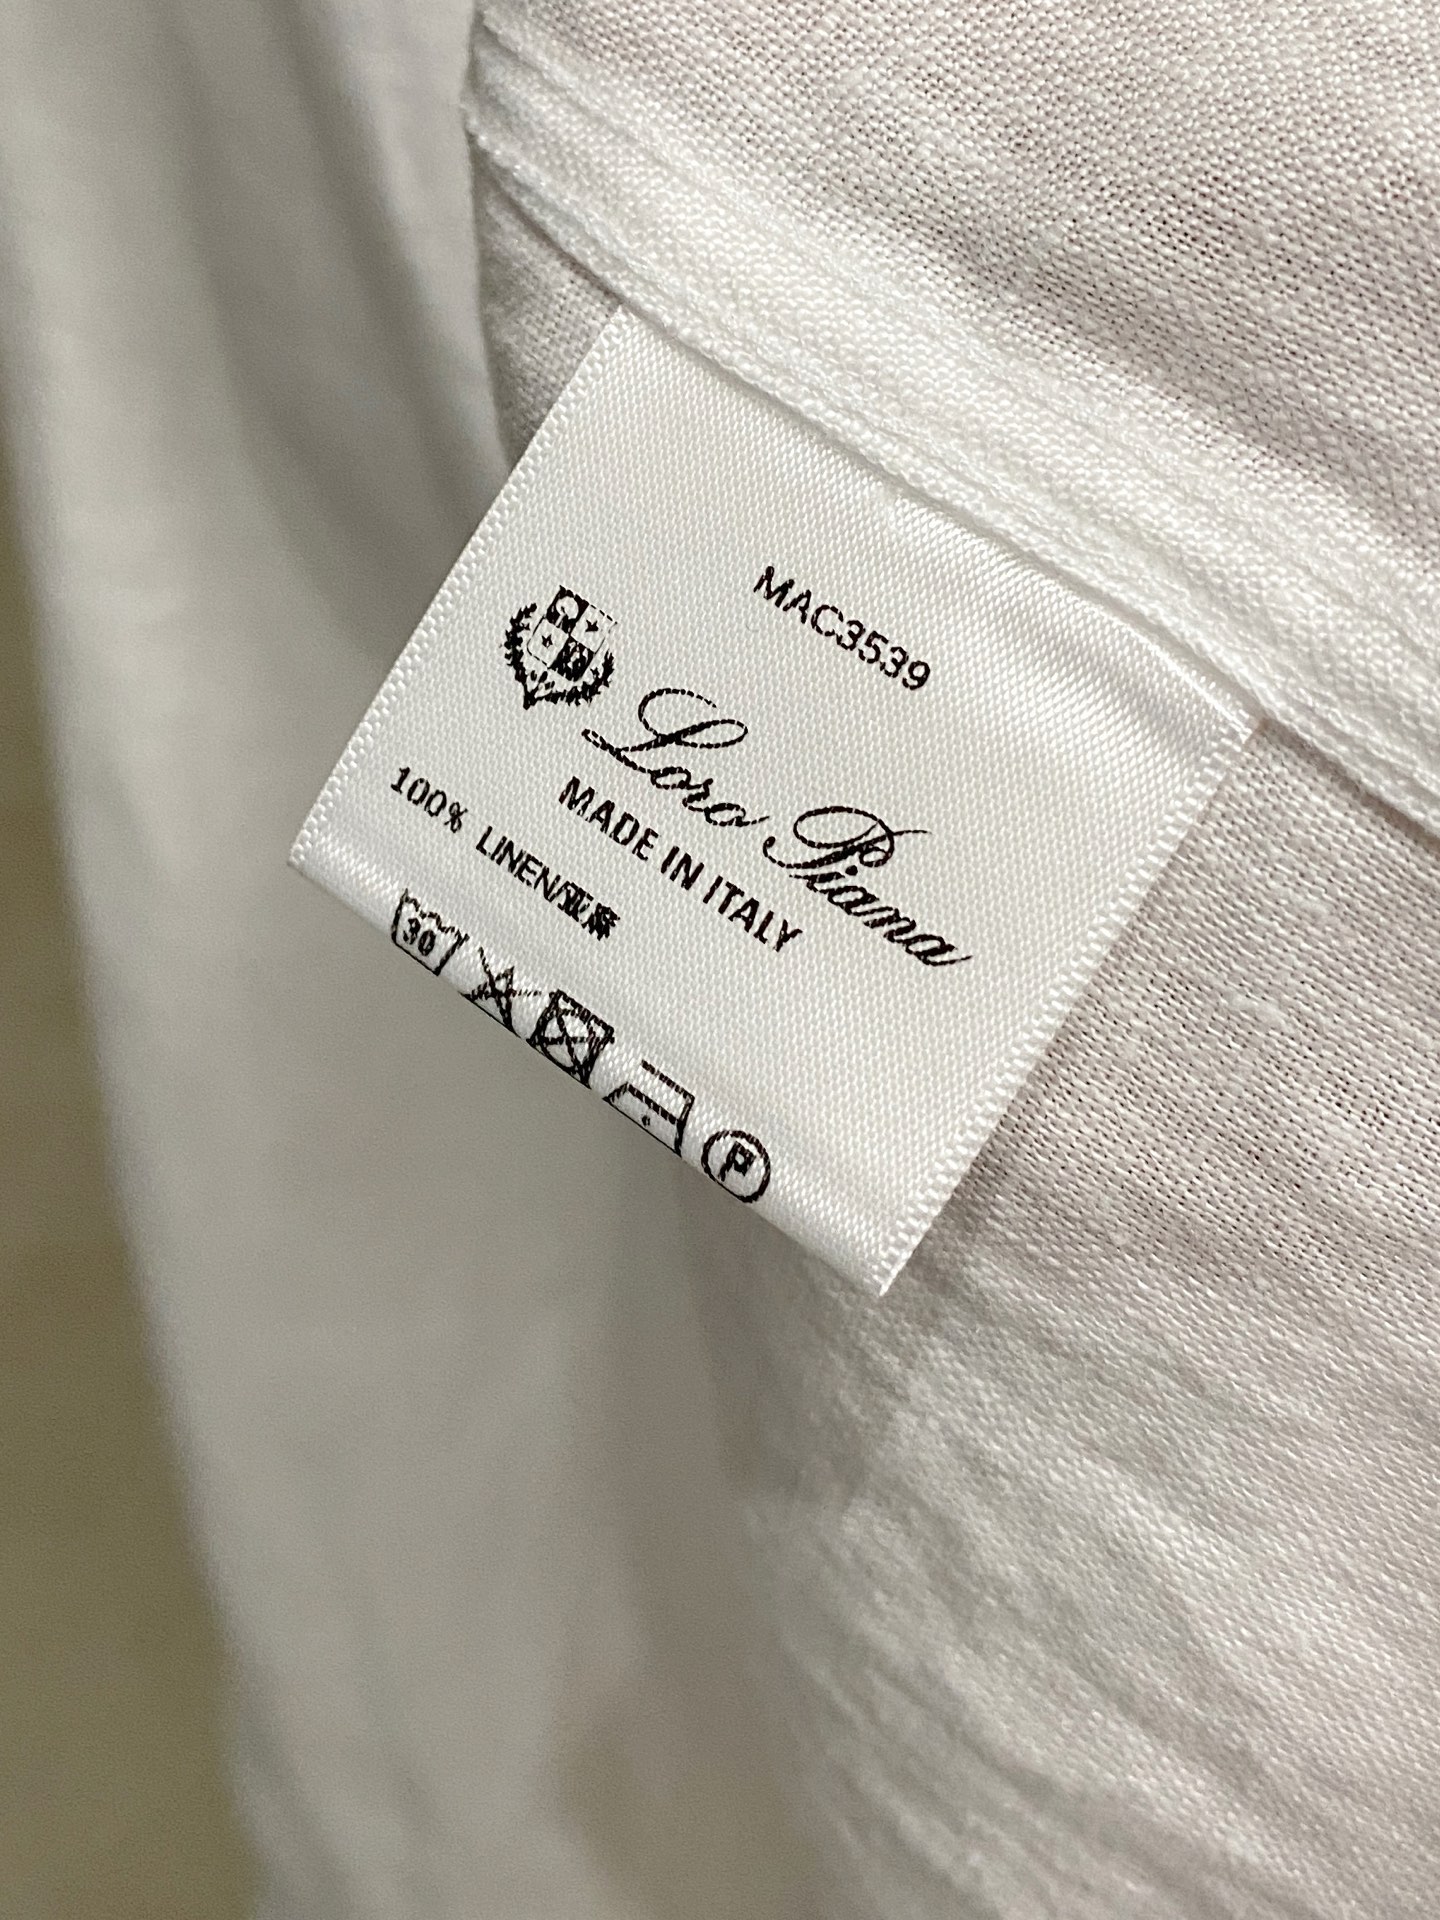 MAC3539
Loro Piana
MADE IN ITALY
100% LINEN/亚麻
30
P